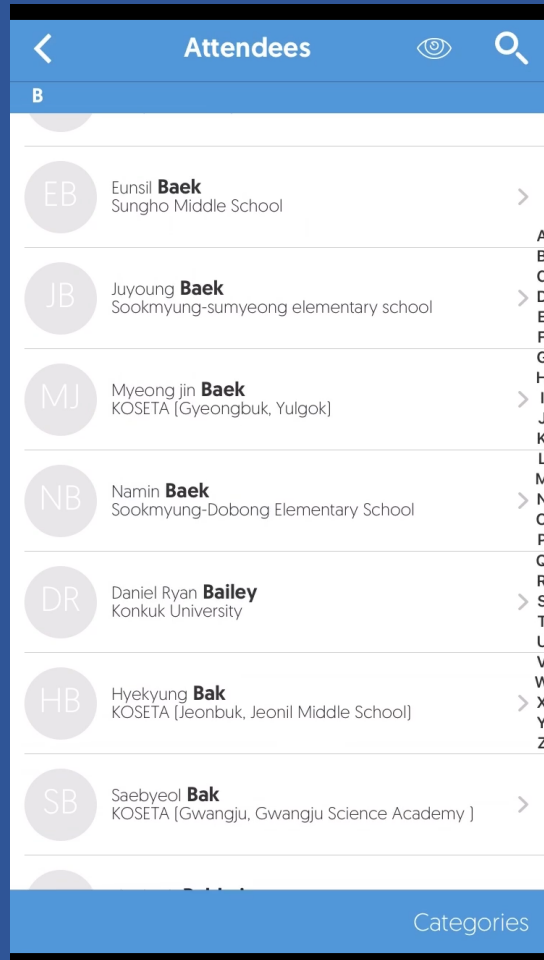 Attendees
B
EB
Eunsil Baek
Sungho Middle School
JB
Juyoung Baek
Sookmyung-sumyeong elementary school
MJ
Myeong jin Baek
KOSETA (Gyeongbuk, Yulgok)
NB
Namin Baek
Sookmyung-Dobong Elementary School
DR
Daniel Ryan Bailey
Konkuk University
HB
Hyekyung Bak
KOSETA (Jeonbuk, Jeonil Middle School)
SB
Saebyeol Bak
KOSETA (Gwangju, Gwangju Science Academy )
A
B
C
D
E
F
G
H
I
J
K
L
M
N
O
P
Q
R
S
T
U
V
W
X
Y
Z
Categories